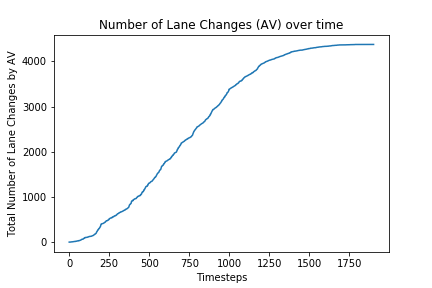 Number of Lane Changes (AV) over time
Total Number of Lane Changes by AV
4000
3000
2000
1000
0
0 250 500 750 1000 1250 1500 1750
Timesteps